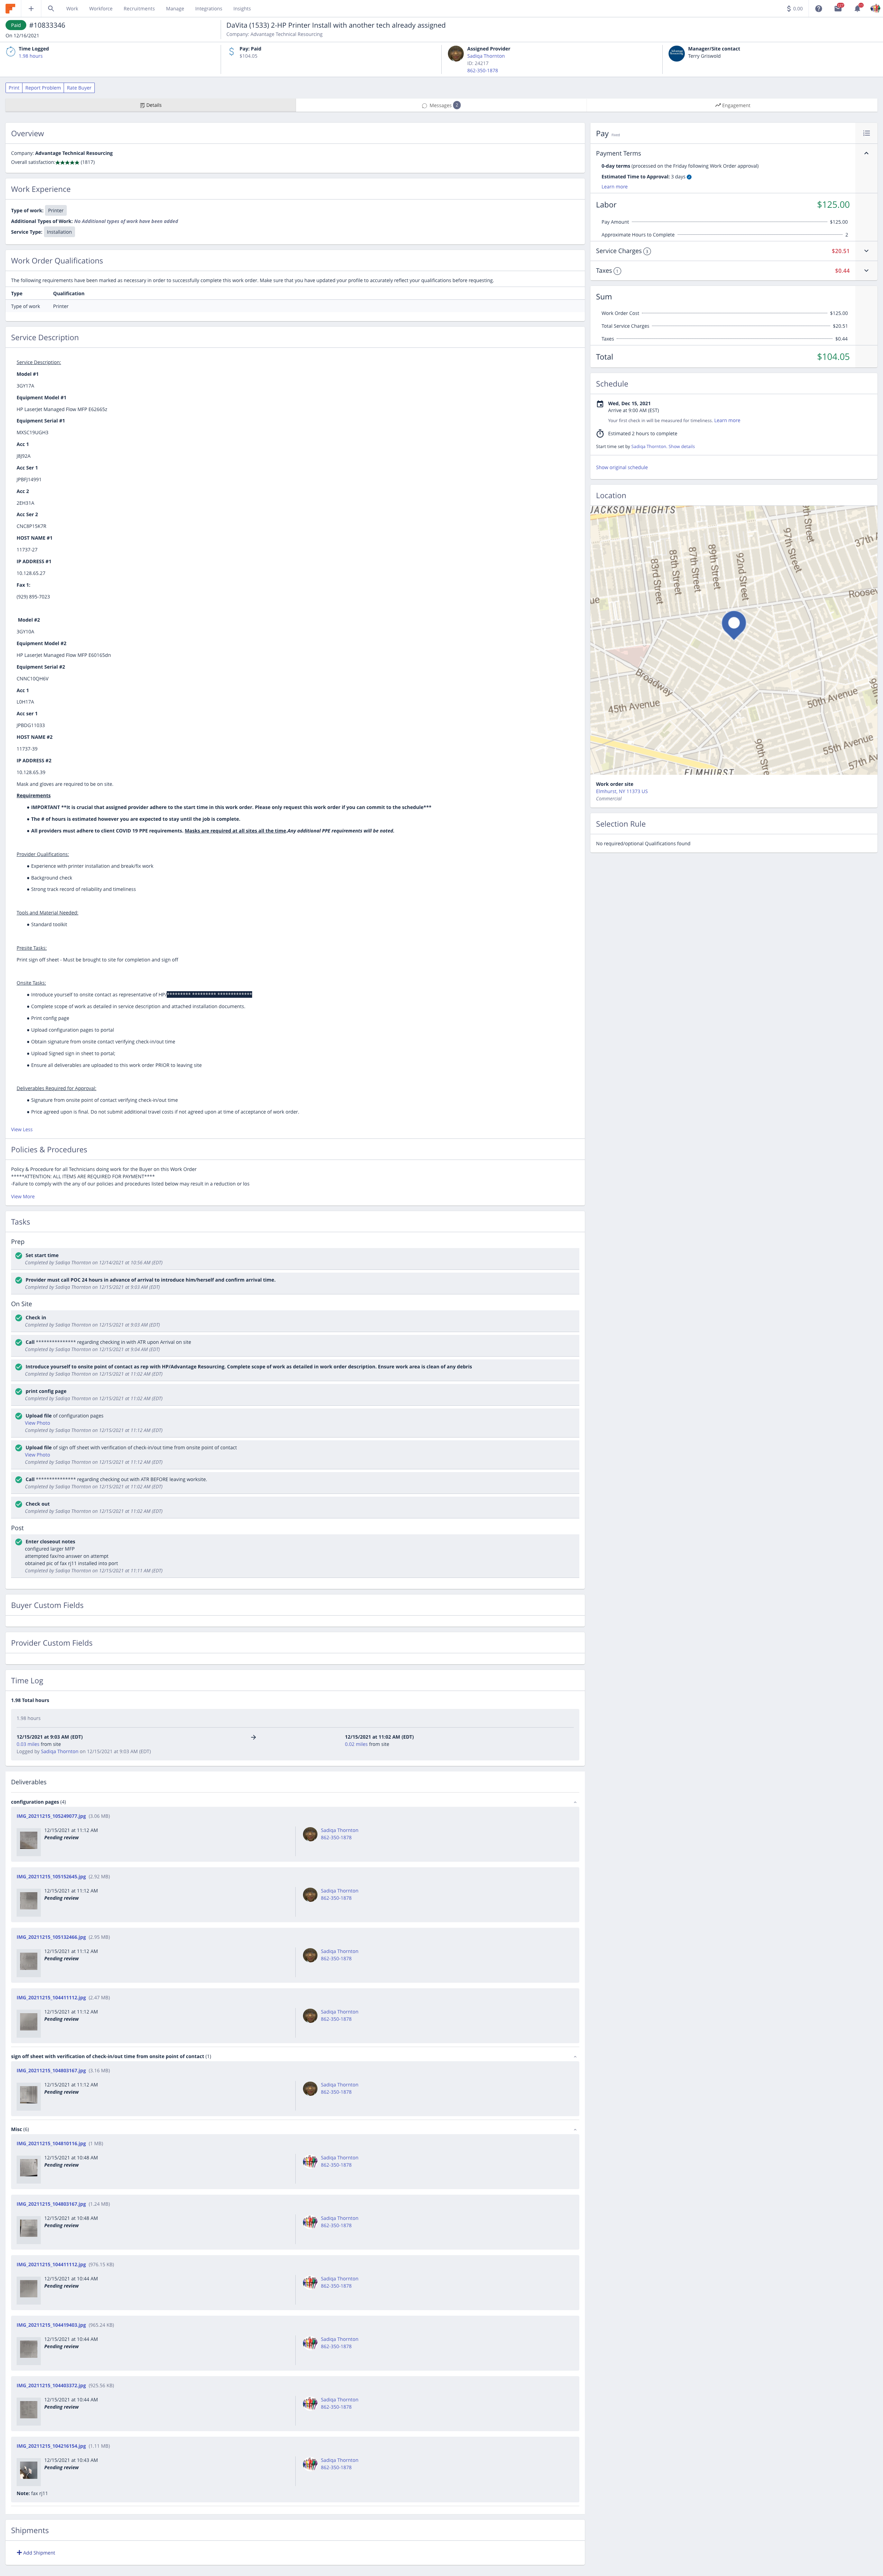 Work
Workforce
Recruitments
Manage
Integrations
Insights
$ 0.00
Paid #10833346
On 12/16/2021
DaVita (1533) 2-HP Printer Install with another tech already assigned
Company: Advantage Technical Resourcing
Time Logged
1.98 hours
Pay: Paid
$104.05
Assigned Provider
Sadiqa Thornton
ID: 24217
862-350-1878
Manager/Site contact
Terry Griswold
Print
Report Problem
Rate Buyer
Details
Messages 2
Engagement
Overview
Company: Advantage Technical Resourcing
Overall satisfaction: (1817)
Work Experience
Type of work: Printer
Additional Types of Work: No Additional types of work have been added
Service Type: Installation
Work Order Qualifications
The following requirements have been marked as necessary in order to successfully complete this work order. Make sure that you have updated your profile to accurately reflect your qualifications before requesting.
Type Qualification
Type of work Printer
Service Description
Service Description:
Model #1
3GY17A
Equipment Model #1
HP LaserJet Managed Flow MFP E62665z
Equipment Serial #1
MXSC19UGH3
Acc 1
J8J92A
Acc Ser 1
JPBPJ14991
Acc 2
2EH31A
Acc Ser 2
CNC8P15K7R
HOST NAME #1
11737-27
IP ADDRESS #1
10.128.65.27
Fax 1:
(929) 895-7023
Model #2
3GY10A
Equipment Model #2
HP LaserJet Managed Flow MFP E60165dn
Equipment Serial #2
CNNC10QH6V
Acc 1
L0H17A
Acc ser 1
JPBDG11033
HOST NAME #2
11737-39
IP ADDRESS #2
10.128.65.39
Mask and gloves are required to be on site.
Requirements
● IMPORTANT **It is crucial that assigned provider adhere to the start time in this work order. Please only request this work order if you can commit to the schedule***
● The # of hours is estimated however you are expected to stay until the job is complete.
● All providers must adhere to client COVID 19 PPE requirements. Masks are required at all sites all the time.Any additional PPE requirements will be noted.
Provider Qualifications:
● Experience with printer installation and break/fix work
● Background check
● Strong track record of reliability and timeliness
Tools and Material Needed:
● Standard toolkit
Presite Tasks:
Print sign off sheet - Must be brought to site for completion and sign off
Onsite Tasks:
● Introduce yourself to onsite contact as representative of HP/********* ********* *************
● Complete scope of work as detailed in service description and attached installation documents.
● Print config page
● Upload configuration pages to portal
● Obtain signature from onsite contact verifying check-in/out time
● Upload Signed sign in sheet to portal;
● Ensure all deliverables are uploaded to this work order PRIOR to leaving site
Deliverables Required for Approval:
● Signature from onsite point of contact verifying check-in/out time
● Price agreed upon is final. Do not submit additional travel costs if not agreed upon at time of acceptance of work order.
View Less
Policies & Procedures
Policy & Procedure for all Technicians doing work for the Buyer on this Work Order
*****ATTENTION: ALL ITEMS ARE REQUIRED FOR PAYMENT****
-Failure to comply with the any of our policies and procedures listed below may result in a reduction or los
View More
Tasks
Prep
Set start time
Completed by Sadiqa Thornton on 12/14/2021 at 10:56 AM (EDT)
Provider must call POC 24 hours in advance of arrival to introduce him/herself and confirm arrival time.
Completed by Sadiqa Thornton on 12/15/2021 at 9:03 AM (EDT)
On Site
Check in
Completed by Sadiqa Thornton on 12/15/2021 at 9:03 AM (EDT)
Call *************** regarding checking in with ATR upon Arrival on site
Completed by Sadiqa Thornton on 12/15/2021 at 9:04 AM (EDT)
Introduce yourself to onsite point of contact as rep with HP/Advantage Resourcing. Complete scope of work as detailed in work order description. Ensure work area is clean of any debris
Completed by Sadiqa Thornton on 12/15/2021 at 11:02 AM (EDT)
print config page
Completed by Sadiqa Thornton on 12/15/2021 at 11:02 AM (EDT)
Upload file of configuration pages
View Photo
Completed by Sadiqa Thornton on 12/15/2021 at 11:12 AM (EDT)
Upload file of sign off sheet with verification of check-in/out time from onsite point of contact
View Photo
Completed by Sadiqa Thornton on 12/15/2021 at 11:12 AM (EDT)
Call *************** regarding checking out with ATR BEFORE leaving worksite.
Completed by Sadiqa Thornton on 12/15/2021 at 11:02 AM (EDT)
Check out
Completed by Sadiqa Thornton on 12/15/2021 at 11:02 AM (EDT)
Post
Enter closeout notes
configured larger MFP
attempted fax/no answer on attempt
obtained pic of fax rj11 installed into port
Completed by Sadiqa Thornton on 12/15/2021 at 11:11 AM (EDT)
Buyer Custom Fields
Provider Custom Fields
Time Log
1.98 Total hours
1.98 hours
12/15/2021 at 9:03 AM (EDT)
0.03 miles from site
Logged by Sadiqa Thornton on 12/15/2021 at 9:03 AM (EDT)
12/15/2021 at 11:02 AM (EDT)
0.02 miles from site
Deliverables
configuration pages (4)
IMG_20211215_105249077.jpg (3.06 MB)
12/15/2021 at 11:12 AM
Pending review
Sadiqa Thornton
862-350-1878
IMG_20211215_105152645.jpg (2.92 MB)
12/15/2021 at 11:12 AM
Pending review
Sadiqa Thornton
862-350-1878
IMG_20211215_105132466.jpg (2.95 MB)
12/15/2021 at 11:12 AM
Pending review
Sadiqa Thornton
862-350-1878
IMG_20211215_104411112.jpg (2.47 MB)
12/15/2021 at 11:12 AM
Pending review
Sadiqa Thornton
862-350-1878
sign off sheet with verification of check-in/out time from onsite point of contact (1)
IMG_20211215_104803167.jpg (3.16 MB)
12/15/2021 at 11:12 AM
Pending review
Sadiqa Thornton
862-350-1878
Misc (6)
IMG_20211215_104810116.jpg (1 MB)
12/15/2021 at 10:48 AM
Pending review
Sadiqa Thornton
862-350-1878
IMG_20211215_104803167.jpg (1.24 MB)
12/15/2021 at 10:48 AM
Pending review
Sadiqa Thornton
862-350-1878
IMG_20211215_104411112.jpg (976.15 KB)
12/15/2021 at 10:44 AM
Pending review
Sadiqa Thornton
862-350-1878
IMG_20211215_104419403.jpg (965.24 KB)
12/15/2021 at 10:44 AM
Pending review
Sadiqa Thornton
862-350-1878
IMG_20211215_104403372.jpg (925.56 KB)
12/15/2021 at 10:44 AM
Pending review
Sadiqa Thornton
862-350-1878
IMG_20211215_104216154.jpg (1.11 MB)
12/15/2021 at 10:43 AM
Pending review
Sadiqa Thornton
862-350-1878
Note: fax rj11
Shipments
Add Shipment
Pay Fixed
Payment Terms
0-day terms (processed on the Friday following Work Order approval)
Estimated Time to Approval: 3 days
Learn more
Labor $125.00
Pay Amount $125.00
Approximate Hours to Complete 2
Service Charges 3 $20.51
Taxes 1 $0.44
Sum
Work Order Cost $125.00
Total Service Charges $20.51
Taxes $0.44
Total $104.05
Schedule
Wed, Dec 15, 2021
Arrive at 9:00 AM (EST)
Your first check in will be measured for timeliness. Learn more
Estimated 2 hours to complete
Start time set by Sadiqa Thornton. Show details
Show original schedule
Location
JACKSON HEIGHTS
83rd Street
85th Street
87th Street
89th Street
92nd Street
97th Street
99th
37th A
Roosev
Broadway
45th Avenue
50th Avenue
55th Avenue
57th Av
90th Str
ELMHURST
Work order site
Elmhurst, NY 11373 US
Commercial
Selection Rule
No required/optional Qualifications found